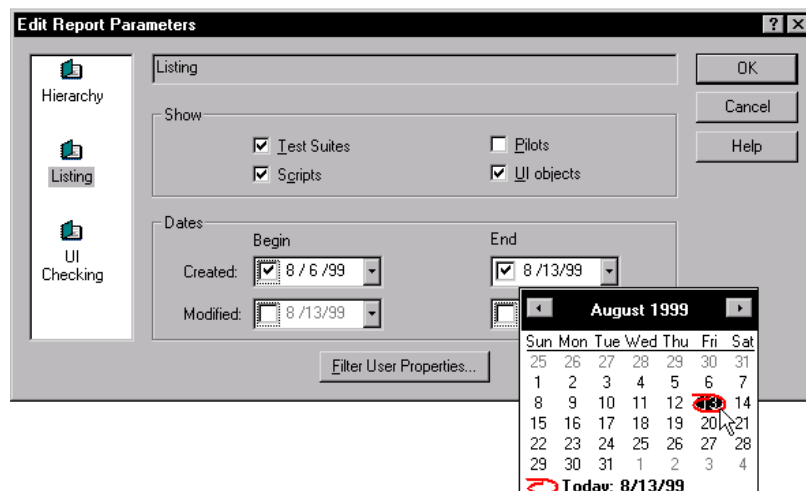 Edit Report Parameters
Hierarchy
Listing
UI
Checking
Listing
Show
Test Suites
Pilots
Scripts
UI objects
Dates
Begin
End
Created:
8 / 6 /99
8 /13/99
Modified:
8 /13/99
Filter User Properties...
OK
Cancel
Help
August 1999
Sun Mon Tue Wed Thu Fri Sat
25 26 27 28 29 30 31
1 2 3 4 5 6 7
8 9 10 11 12 13 14
15 16 17 18 19 20 21
22 23 24 25 26 27 28
29 30 31 1 2 3 4
Today: 8/13/99